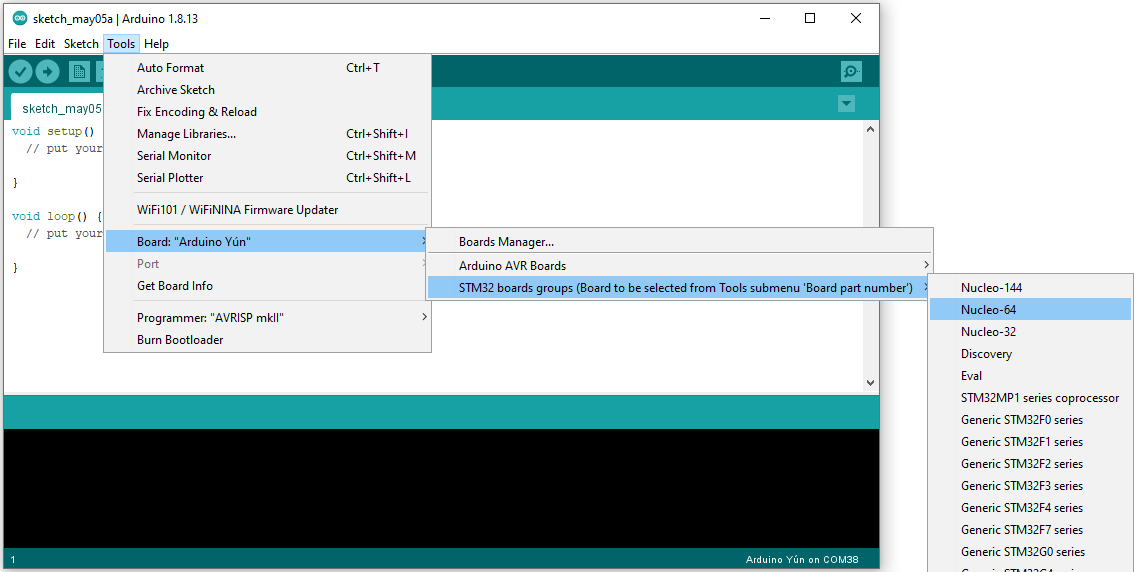 sketch_may05a | Arduino 1.8.13
File Edit Sketch Tools Help
Auto Format Ctrl+T
Archive Sketch
Fix Encoding & Reload
Manage Libraries... Ctrl+Shift+I
Serial Monitor Ctrl+Shift+M
Serial Plotter Ctrl+Shift+L
WiFi101 / WiFiNINA Firmware Updater
Board: "Arduino Yún"
Port
Get Board Info
Programmer: "AVRISP mkII"
Burn Bootloader
sketch_may05
void setup()
// put your
}
void loop() {
// put your
}
Boards Manager...
Arduino AVR Boards
STM32 boards groups (Board to be selected from Tools submenu 'Board part number')
Nucleo-144
Nucleo-64
Nucleo-32
Discovery
Eval
STM32MP1 series coprocessor
Generic STM32F0 series
Generic STM32F1 series
Generic STM32F2 series
Generic STM32F3 series
Generic STM32F4 series
Generic STM32F7 series
Generic STM32G0 series
1 Arduino Yún on COM38